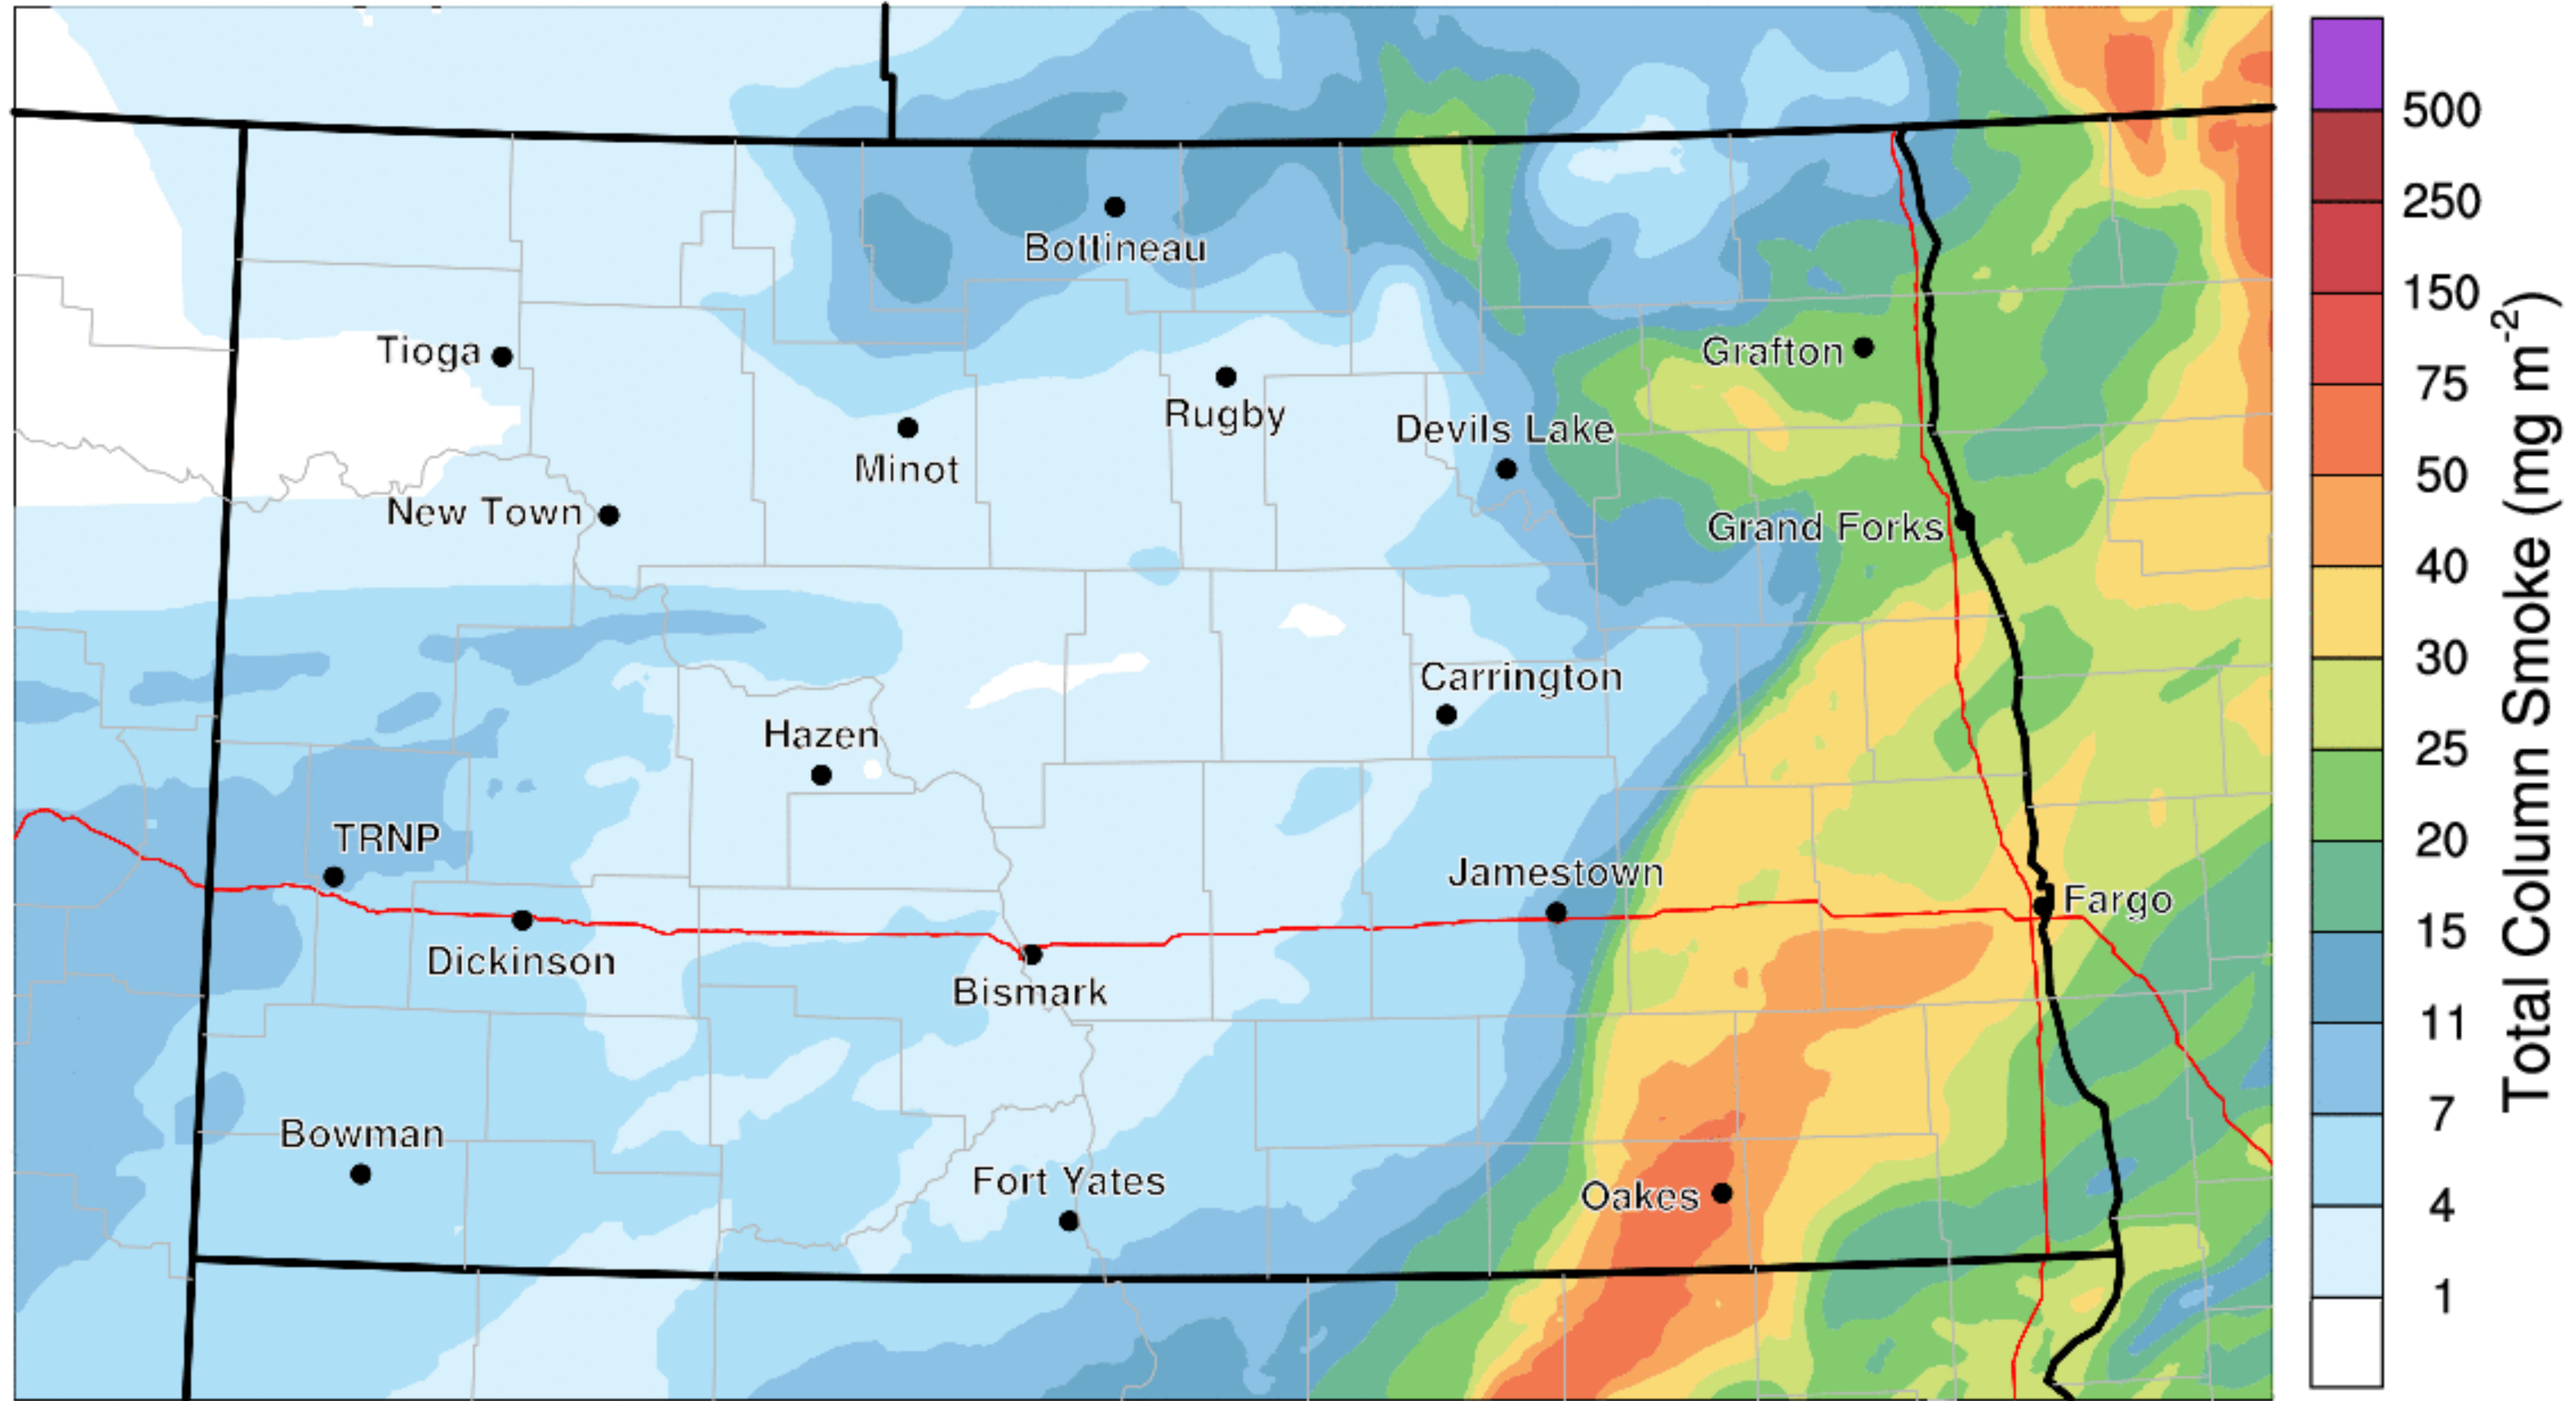 Bottineau
Tioga
Grafton
Rugby
Devils Lake
Minot
New Town
Grand Forks
Carrington
Hazen
TRNP
Jamestown
Fargo
Dickinson
Bismark
Bowman
Fort Yates
Oakes
500
250
150
75
50
40
30
25
20
15
11
7
4
1
Total Column Smoke (mg m⁻²)